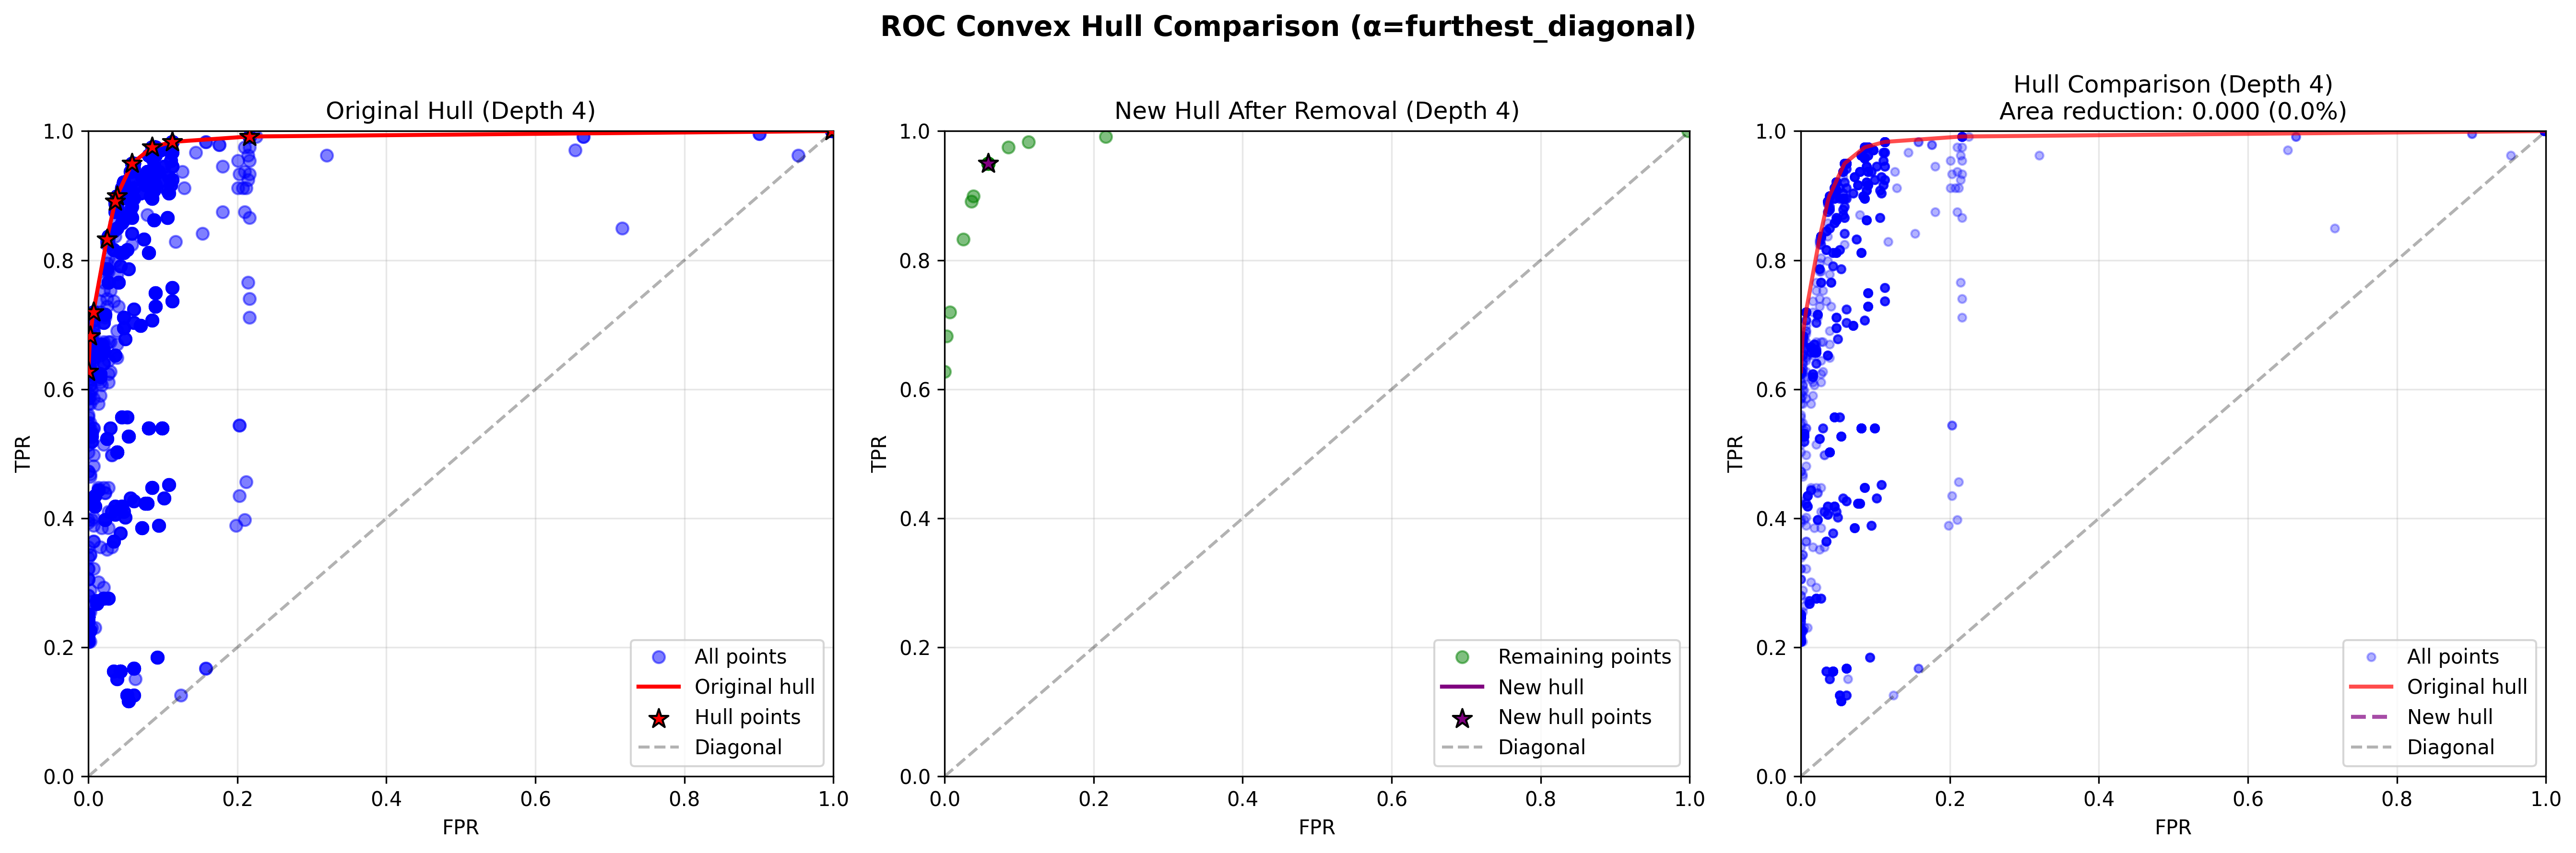 ROC Convex Hull Comparison (α=furthest_diagonal)
Original Hull (Depth 4)
1.0
0.8
0.6
0.4
0.2
0.0
TPR
0.0 0.2 0.4 0.6 0.8 1.0
FPR
All points
Original hull
Hull points
Diagonal
New Hull After Removal (Depth 4)
1.0
0.8
0.6
0.4
0.2
0.0
TPR
0.0 0.2 0.4 0.6 0.8 1.0
FPR
Remaining points
New hull
New hull points
Diagonal
Hull Comparison (Depth 4)
Area reduction: 0.000 (0.0%)
1.0
0.8
0.6
0.4
0.2
0.0
TPR
0.0 0.2 0.4 0.6 0.8 1.0
FPR
All points
Original hull
New hull
Diagonal